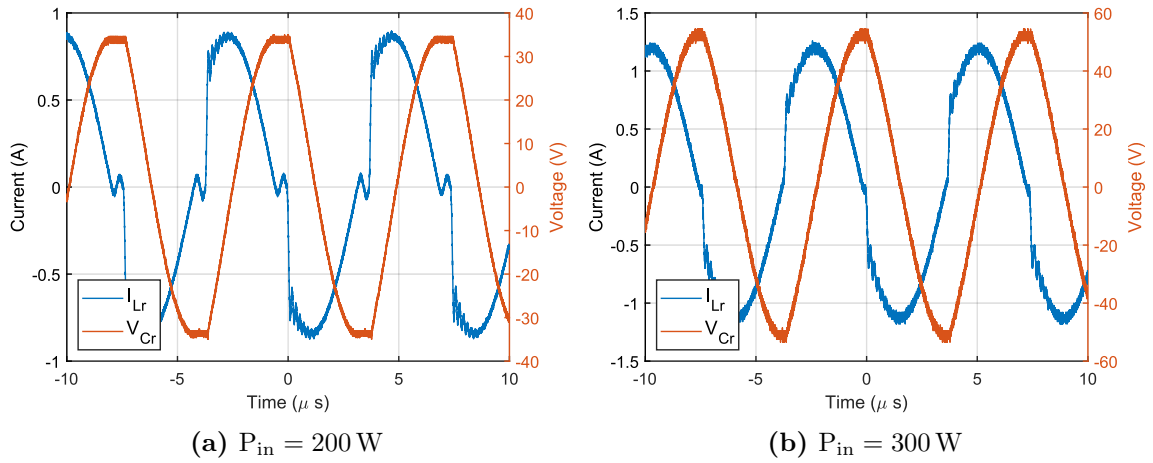 1
0.5
0
-0.5
-1
Current (A)
40
30
20
10
0
-10
-20
-30
-40
Voltage (V)
I_Lr
V_Cr
-10 -5 0 5 10
Time (μ s)
(a) P_in = 200 W
1.5
1
0.5
0
-0.5
-1
-1.5
Current (A)
60
40
20
0
-20
-40
-60
Voltage (V)
I_Lr
V_Cr
-10 -5 0 5 10
Time (μ s)
(b) P_in = 300 W